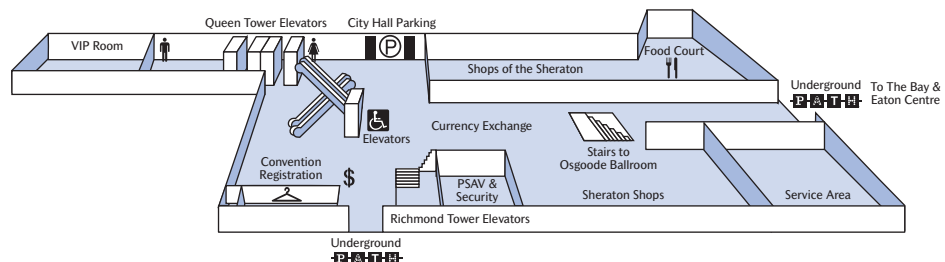 Queen Tower Elevators
City Hall Parking
P
VIP Room
Food Court
Shops of the Sheraton
Underground
PATH
To The Bay &
Eaton Centre
Elevators
Currency Exchange
Stairs to
Osgoode Ballroom
Convention
Registration
$
PSAV &
Security
Sheraton Shops
Service Area
Richmond Tower Elevators
Underground
PATH